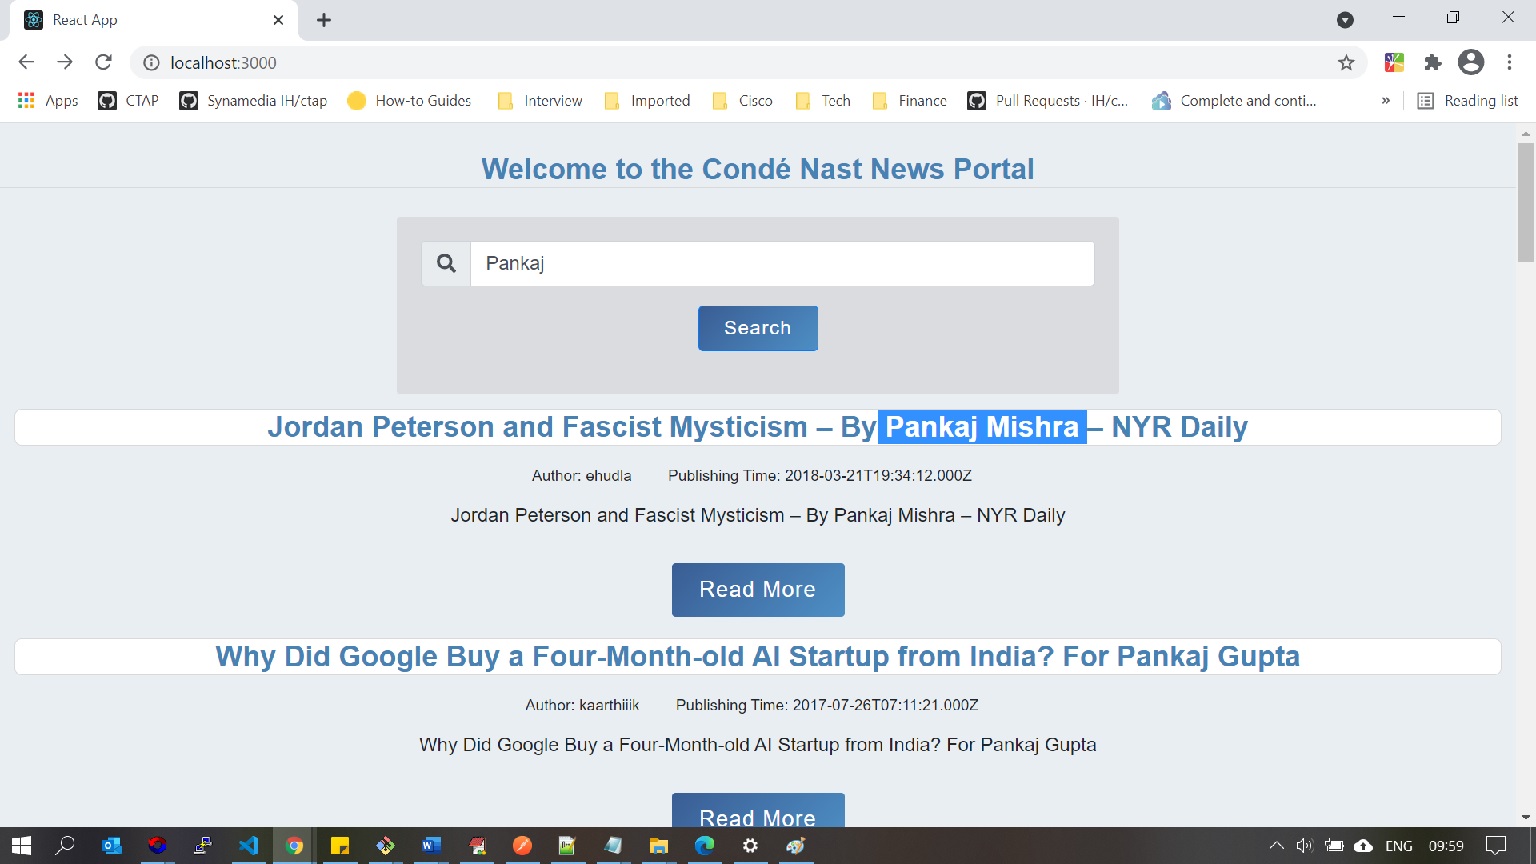 React App
localhost:3000
Apps CTAP Synamedia IH/ctap How-to Guides Interview Imported Cisco Tech Finance Pull Requests · IH/c... Complete and conti... » Reading list
Welcome to the Condé Nast News Portal
Pankaj
Search
Jordan Peterson and Fascist Mysticism – By Pankaj Mishra – NYR Daily
Author: ehudla Publishing Time: 2018-03-21T19:34:12.000Z
Jordan Peterson and Fascist Mysticism – By Pankaj Mishra – NYR Daily
Read More
Why Did Google Buy a Four-Month-old AI Startup from India? For Pankaj Gupta
Author: kaarthiiik Publishing Time: 2017-07-26T07:11:21.000Z
Why Did Google Buy a Four-Month-old AI Startup from India? For Pankaj Gupta
Read More
ENG 09:59